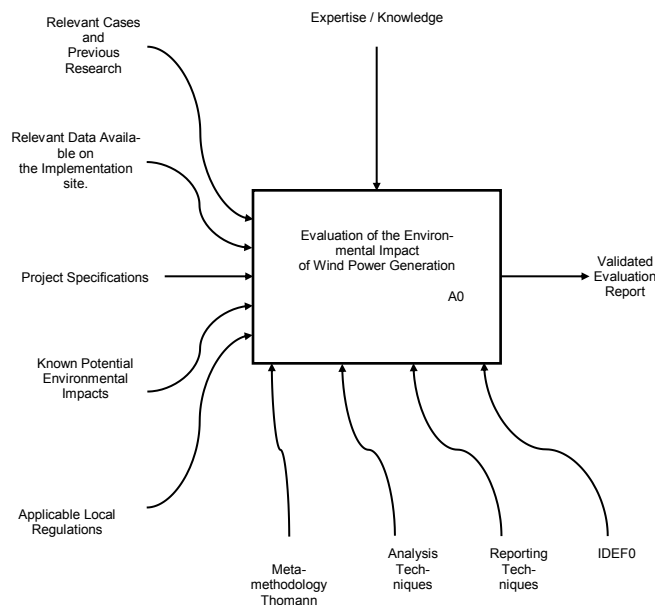 Relevant Cases
and
Previous
Research
Expertise / Knowledge
Relevant Data Availa-
ble on
the Implementation
site.
Evaluation of the Environ-
mental Impact
of Wind Power Generation
A0
Project Specifications
Validated
Evaluation
Report
Known Potential
Environmental
Impacts
Applicable Local
Regulations
Meta-
methodology
Thomann
Analysis
Tech-
niques
Reporting
Tech-
niques
IDEF0